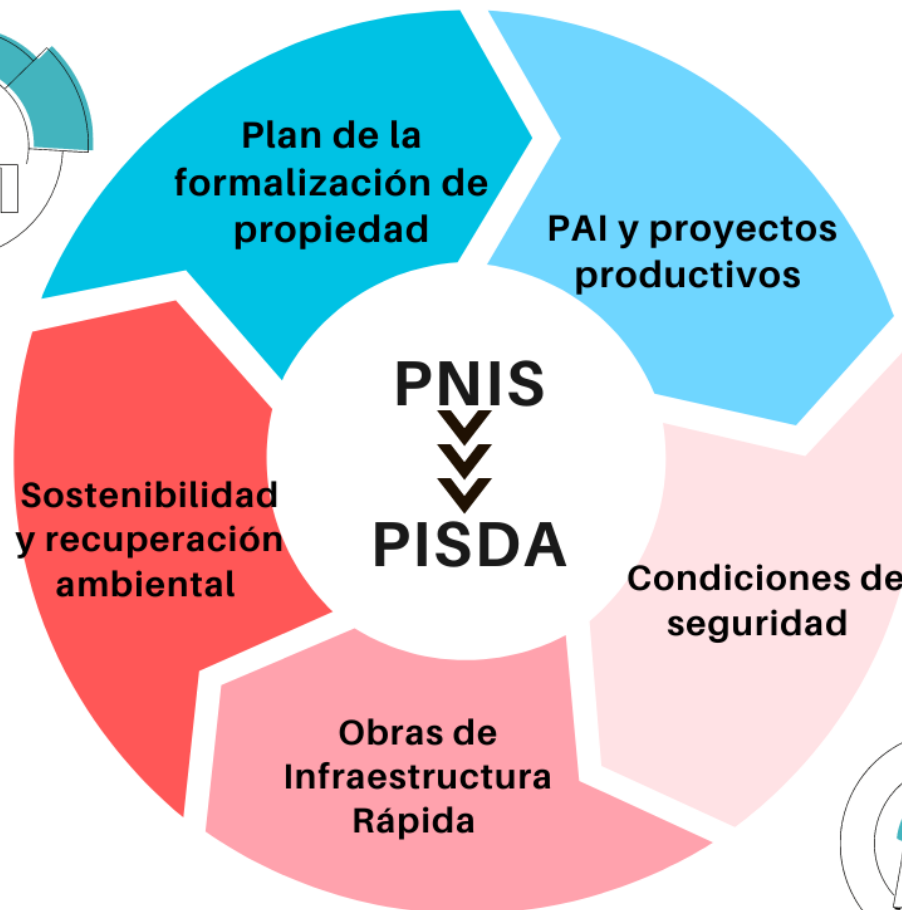 Plan de la
formalización de
propiedad
PAI y proyectos
productivos
PNIS
PISDA
Sostenibilidad
y recuperación
ambiental
Condiciones de
seguridad
Obras de
Infraestructura
Rápida